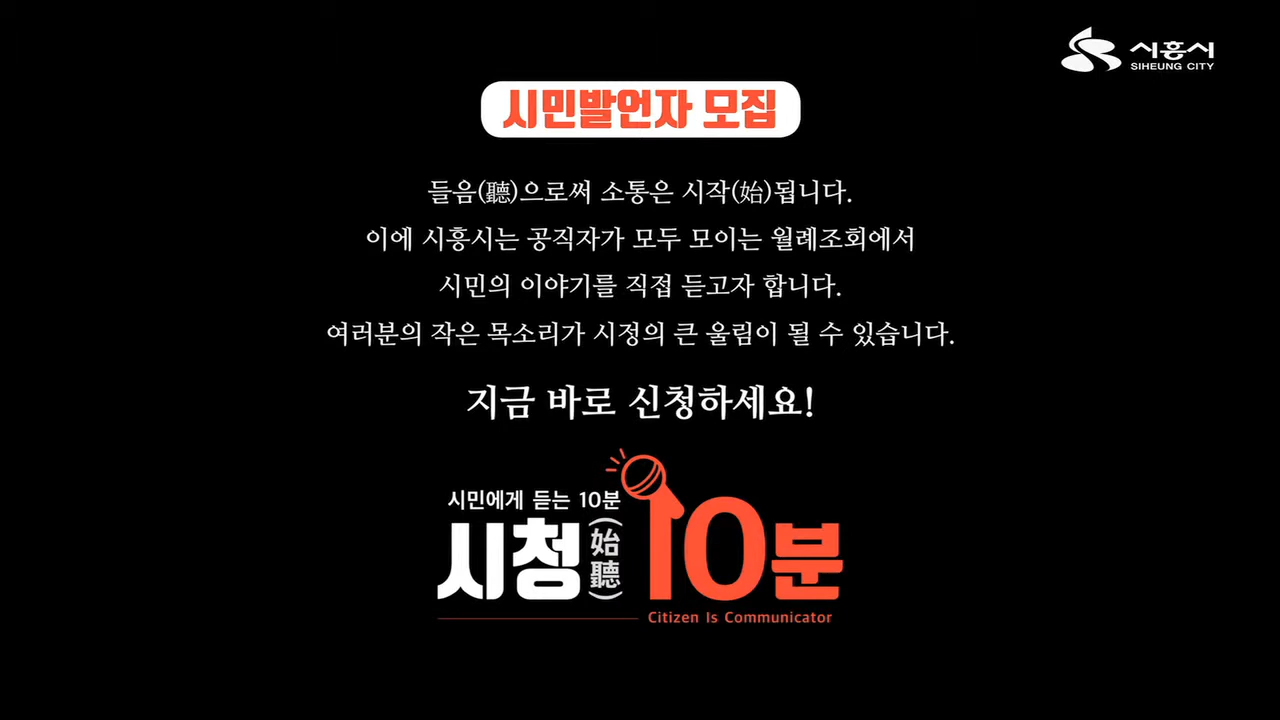 시흥시
SIHEUNG CITY
시민발언자 모집
들음(聽)으로써 소통은 시작(始)됩니다.
이에 시흥시는 공직자가 모두 모이는 월례조회에서
시민의 이야기를 직접 듣고자 합니다.
여러분의 작은 목소리가 시정의 큰 울림이 될 수 있습니다.
지금 바로 신청하세요!
시민에게 듣는 10분
시청(始聽) 10분
Citizen Is Communicator